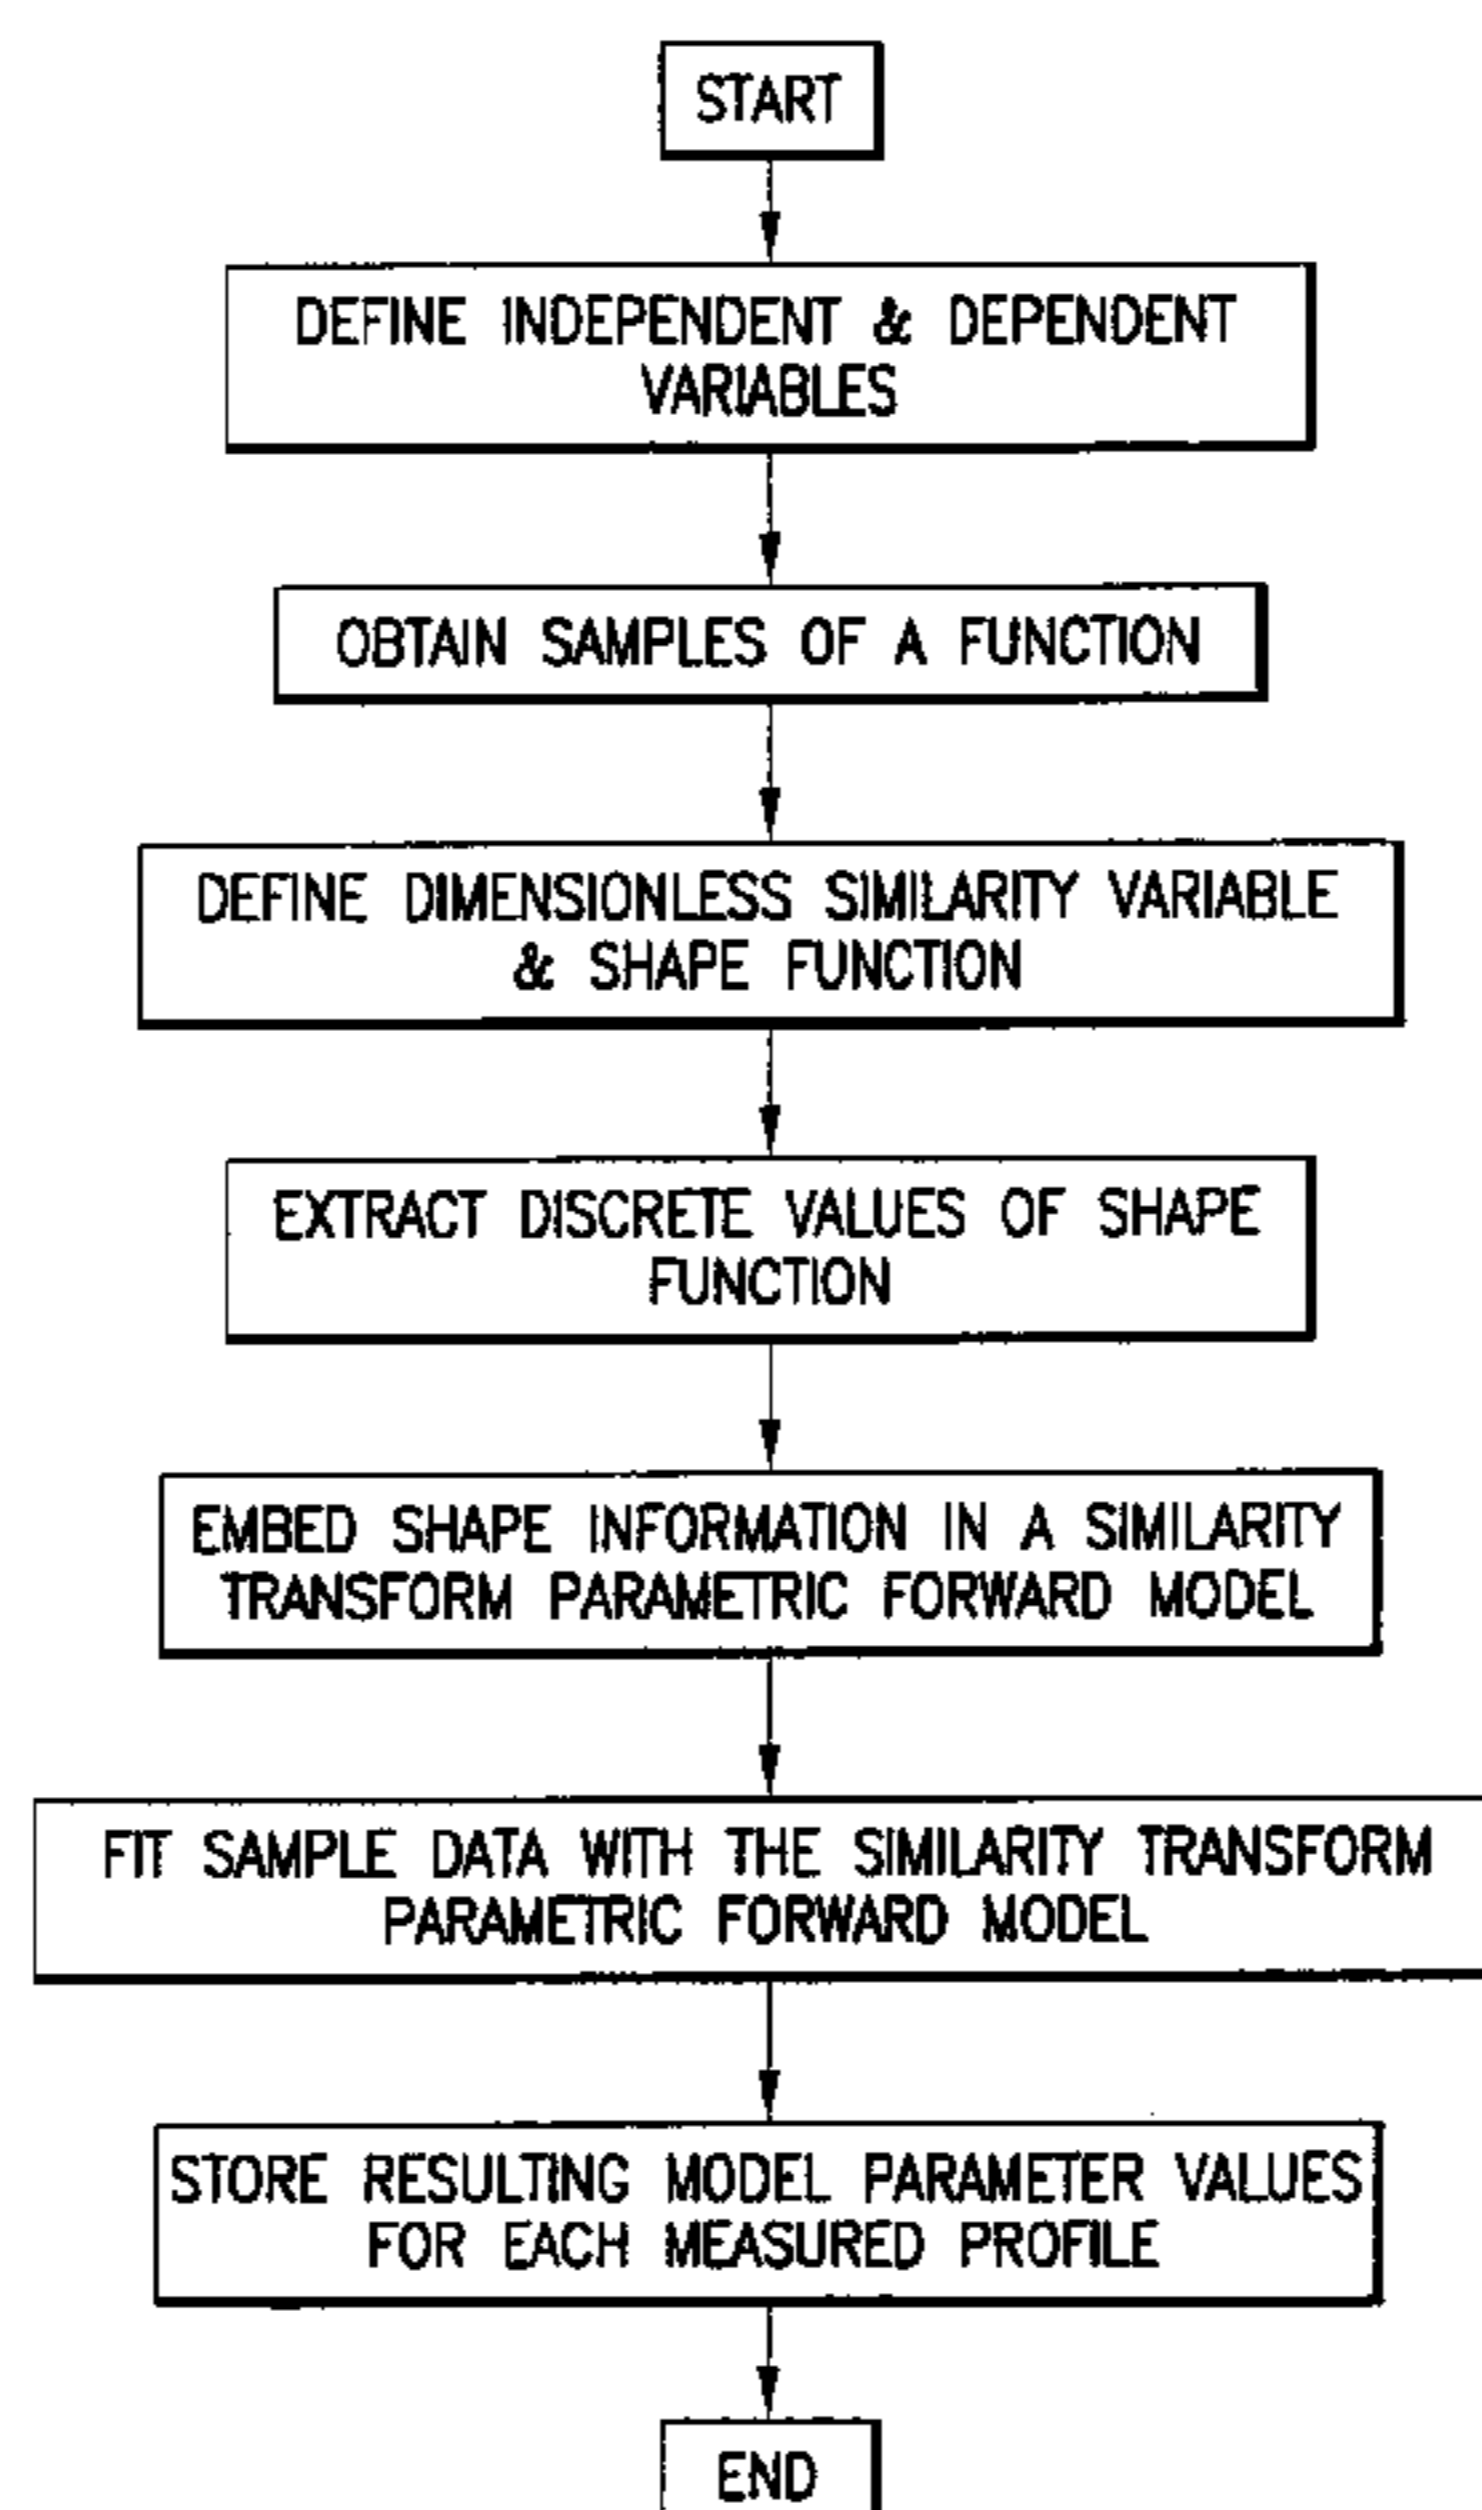 START
DEFINE INDEPENDENT & DEPENDENT
VARIABLES
OBTAIN SAMPLES OF A FUNCTION
DEFINE DIMENSIONLESS SIMILARITY VARIABLE
& SHAPE FUNCTION
EXTRACT DISCRETE VALUES OF SHAPE
FUNCTION
EMBED SHAPE INFORMATION IN A SIMILARITY
TRANSFORM PARAMETRIC FORWARD MODEL
FIT SAMPLE DATA WITH THE SIMILARITY TRANSFORM
PARAMETRIC FORWARD MODEL
STORE RESULTING MODEL PARAMETER VALUES
FOR EACH MEASURED PROFILE
END